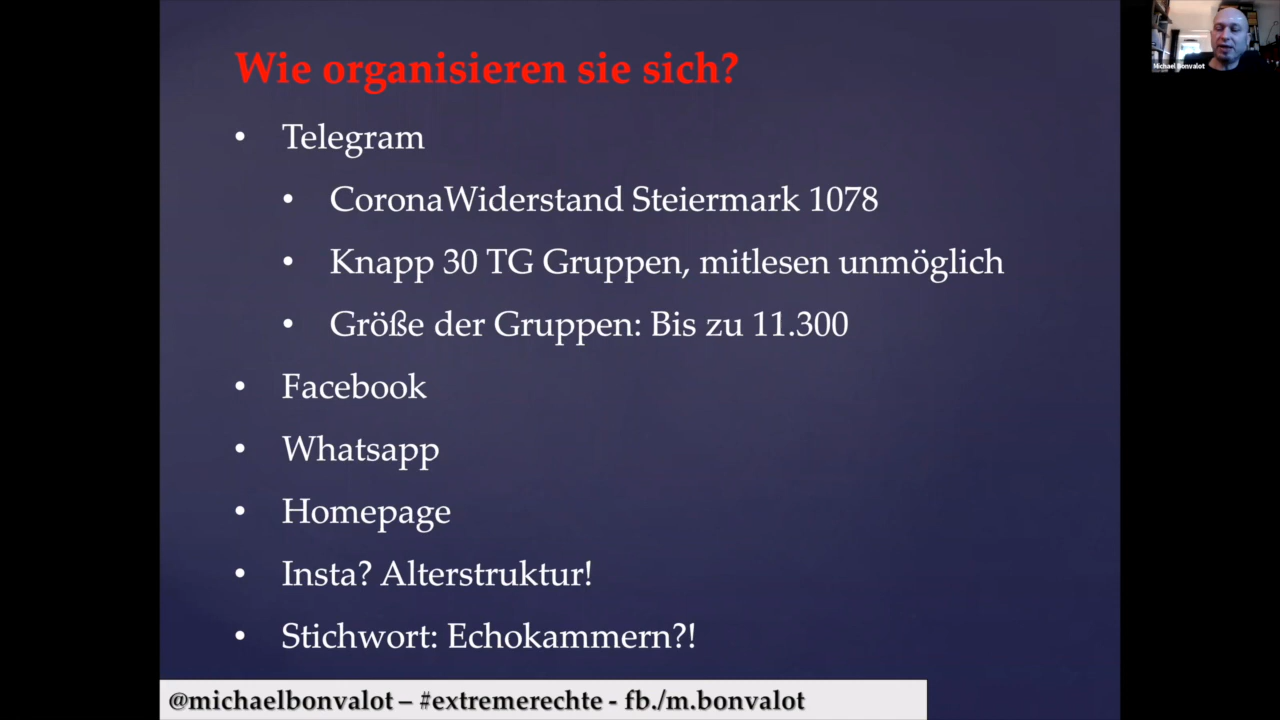 Wie organisieren sie sich?
• Telegram
• CoronaWiderstand Steiermark 1078
• Knapp 30 TG Gruppen, mitlesen unmöglich
• Größe der Gruppen: Bis zu 11.300
• Facebook
• Whatsapp
• Homepage
• Insta? Alterstruktur!
• Stichwort: Echokammern?!
@michaelbonvalot – #extremerechte - fb./m.bonvalot
Michael Bonvalot